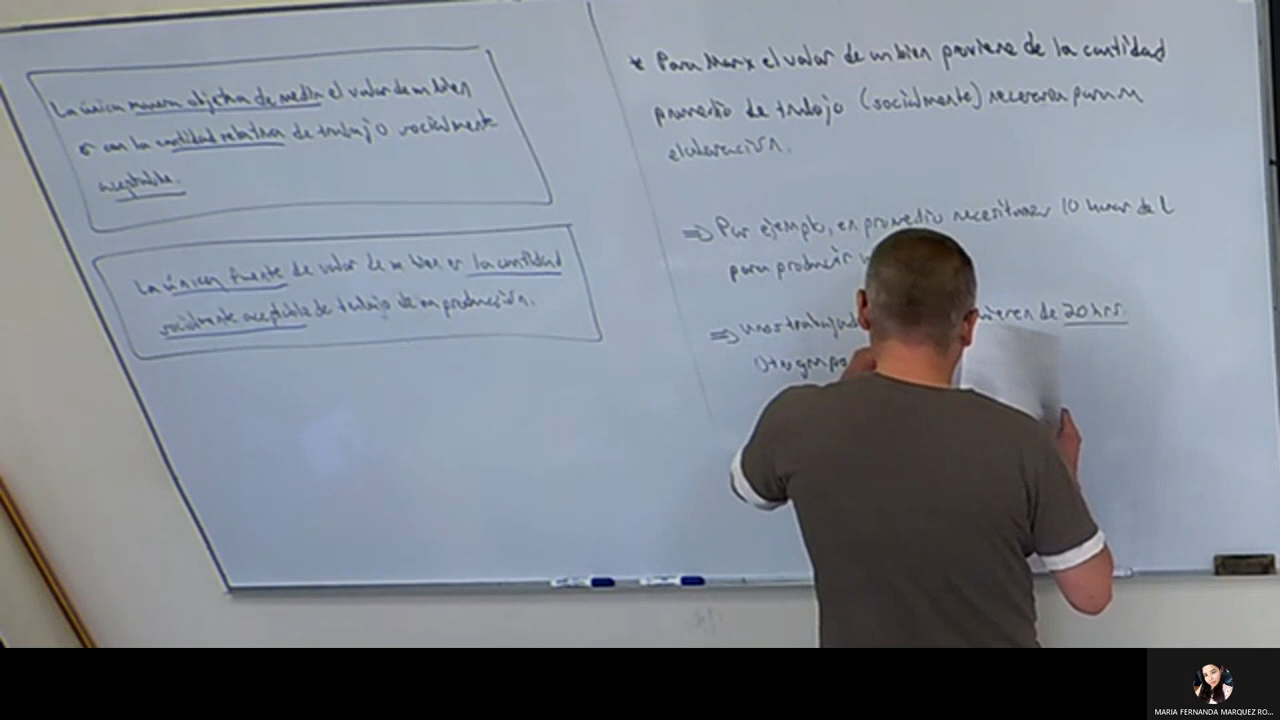 La única manera objetiva de medir el valor de un bien
es con la cantidad relativa de trabajo socialmente
aceptable.
La única fuente de valor de un bien es la cantidad
socialmente aceptable de trabajo de su producción.
* Para Marx el valor de un bien proviene de la cantidad
promedio de trabajo (socialmente) necesaria para su
elaboración.
⇒ Por ejemplo, en promedio necesitamos 10 horas de L
para producir
⇒ unos trabajad ieren de 20 hrs
Otro grupo
MARIA FERNANDA MARQUEZ RO...